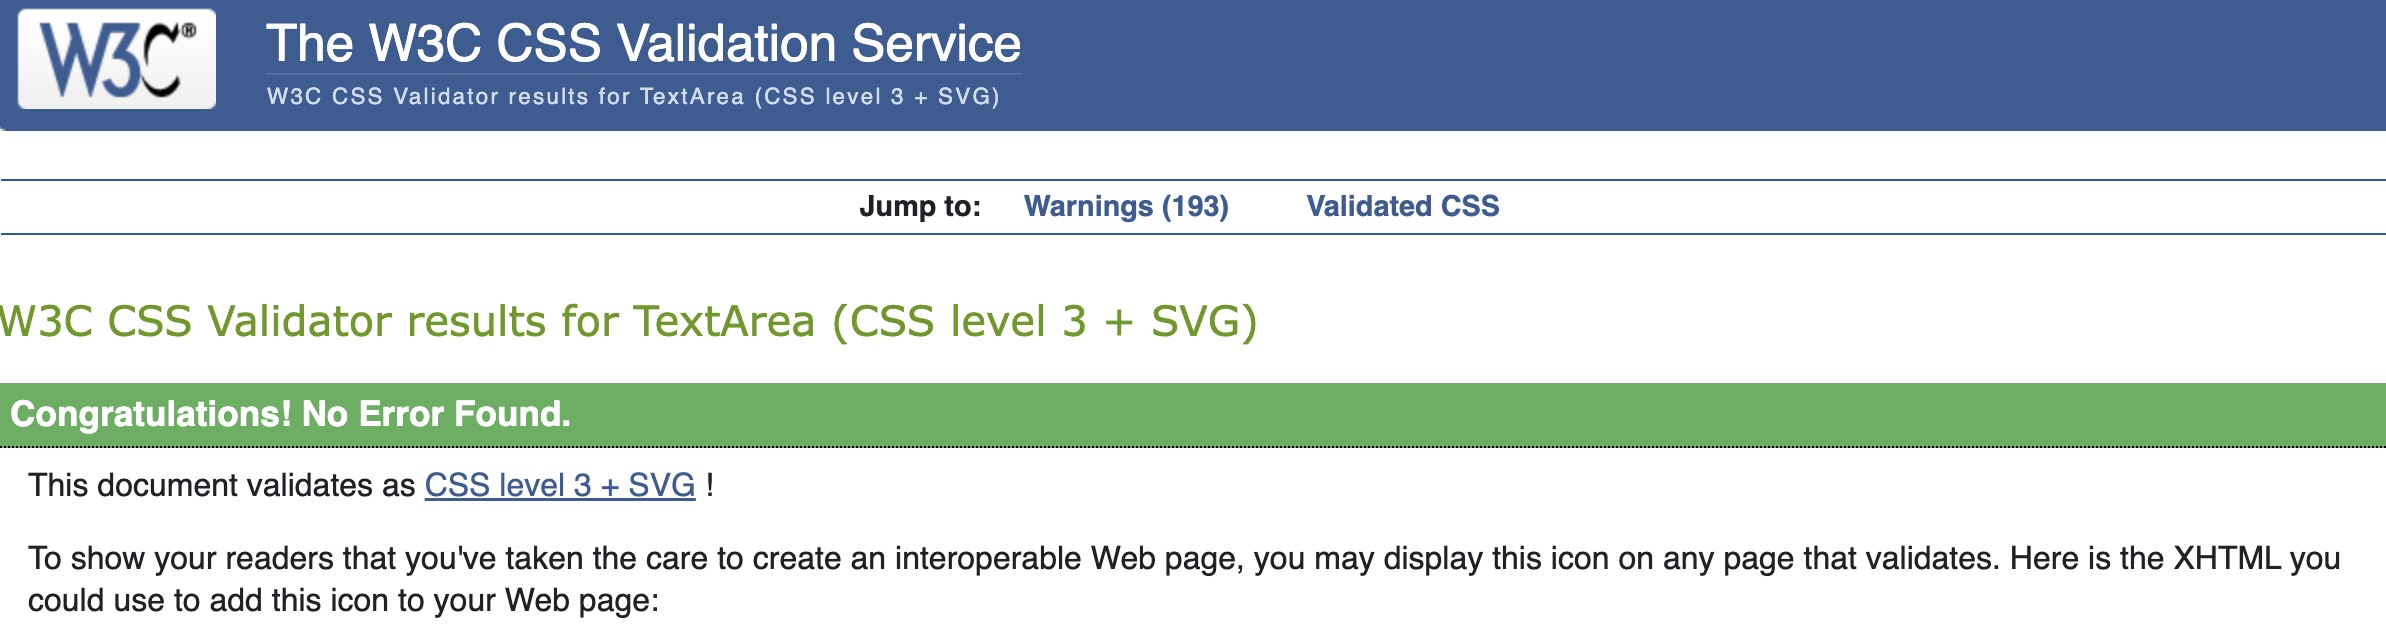 W3C®
The W3C CSS Validation Service
W3C CSS Validator results for TextArea (CSS level 3 + SVG)
Jump to: Warnings (193) Validated CSS
W3C CSS Validator results for TextArea (CSS level 3 + SVG)
Congratulations! No Error Found.
This document validates as CSS level 3 + SVG !
To show your readers that you've taken the care to create an interoperable Web page, you may display this icon on any page that validates. Here is the XHTML you
could use to add this icon to your Web page: